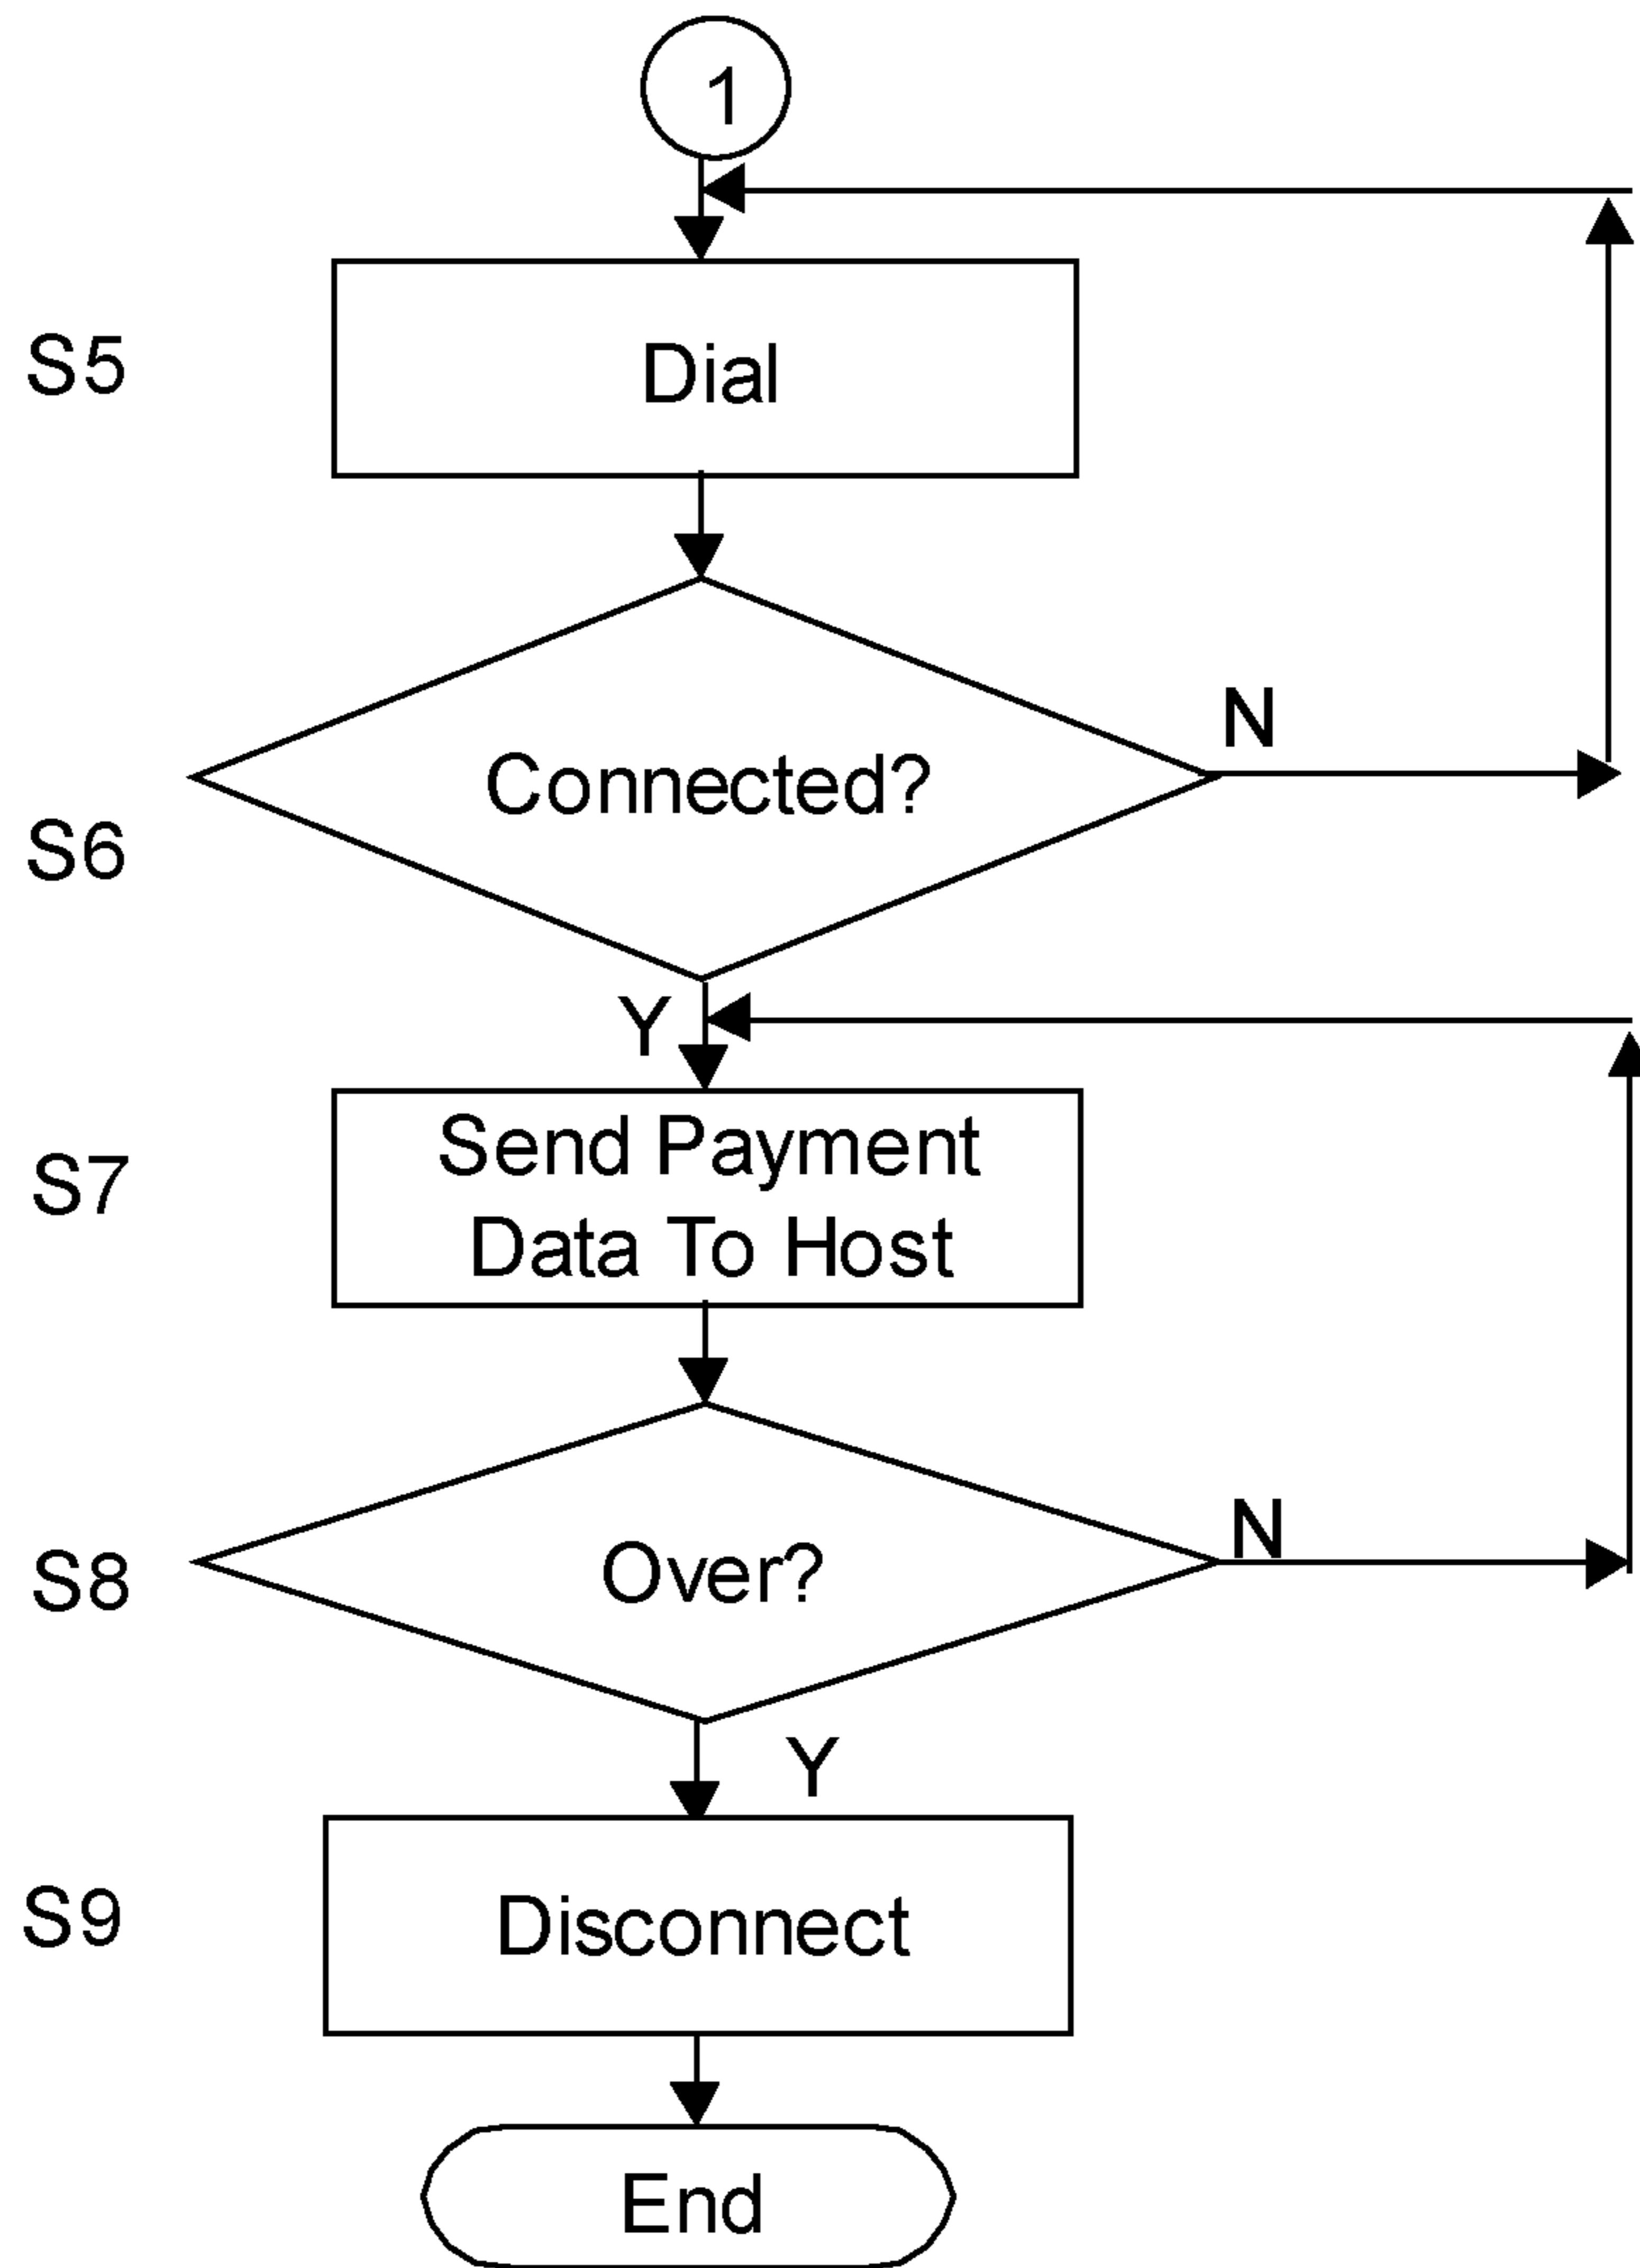 1
S5
Dial
Connected?
N
S6
Y
Send Payment
Data To Host
S7
N
Over?
S8
Y
Disconnect
S9
End